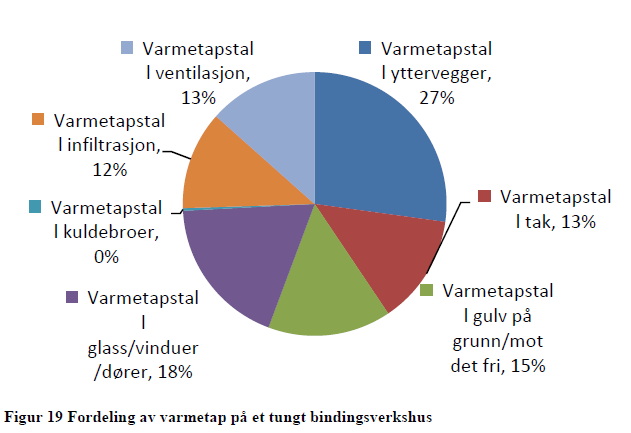 Varmetapstal
l ventilasjon,
13%
Varmetapstal
l yttervegger,
27%
Varmetapstal
l infiltrasjon,
12%
Varmetapstal
l tak, 13%
Varmetapstal
l kuldebroer,
0%
Varmetapstal
l gulv på
grunn/mot
det fri, 15%
Varmetapstal
l
glass/vinduer
/dører, 18%
Figur 19 Fordeling av varmetap på et tungt bindingsverkshus